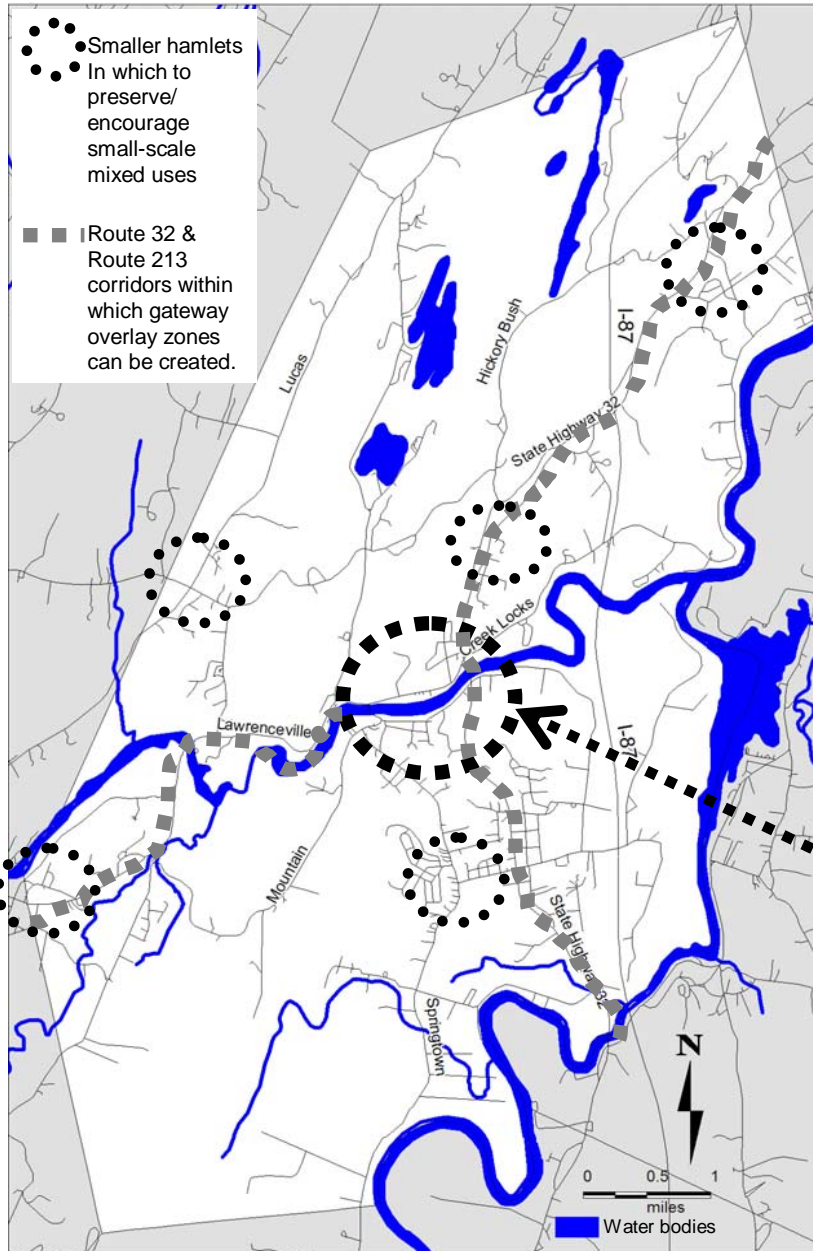 Smaller hamlets
In which to
preserve/
encourage
small-scale
mixed uses
Route 32 &
Route 213
corridors within
which gateway
overlay zones
can be created.
Lucas
Hickory Bush
I-87
State Highway 32
Creek Locks
Lawrenceville
I-87
Mountain
State Highway 32
Springtown
N
0 0.5 1
miles
Water bodies